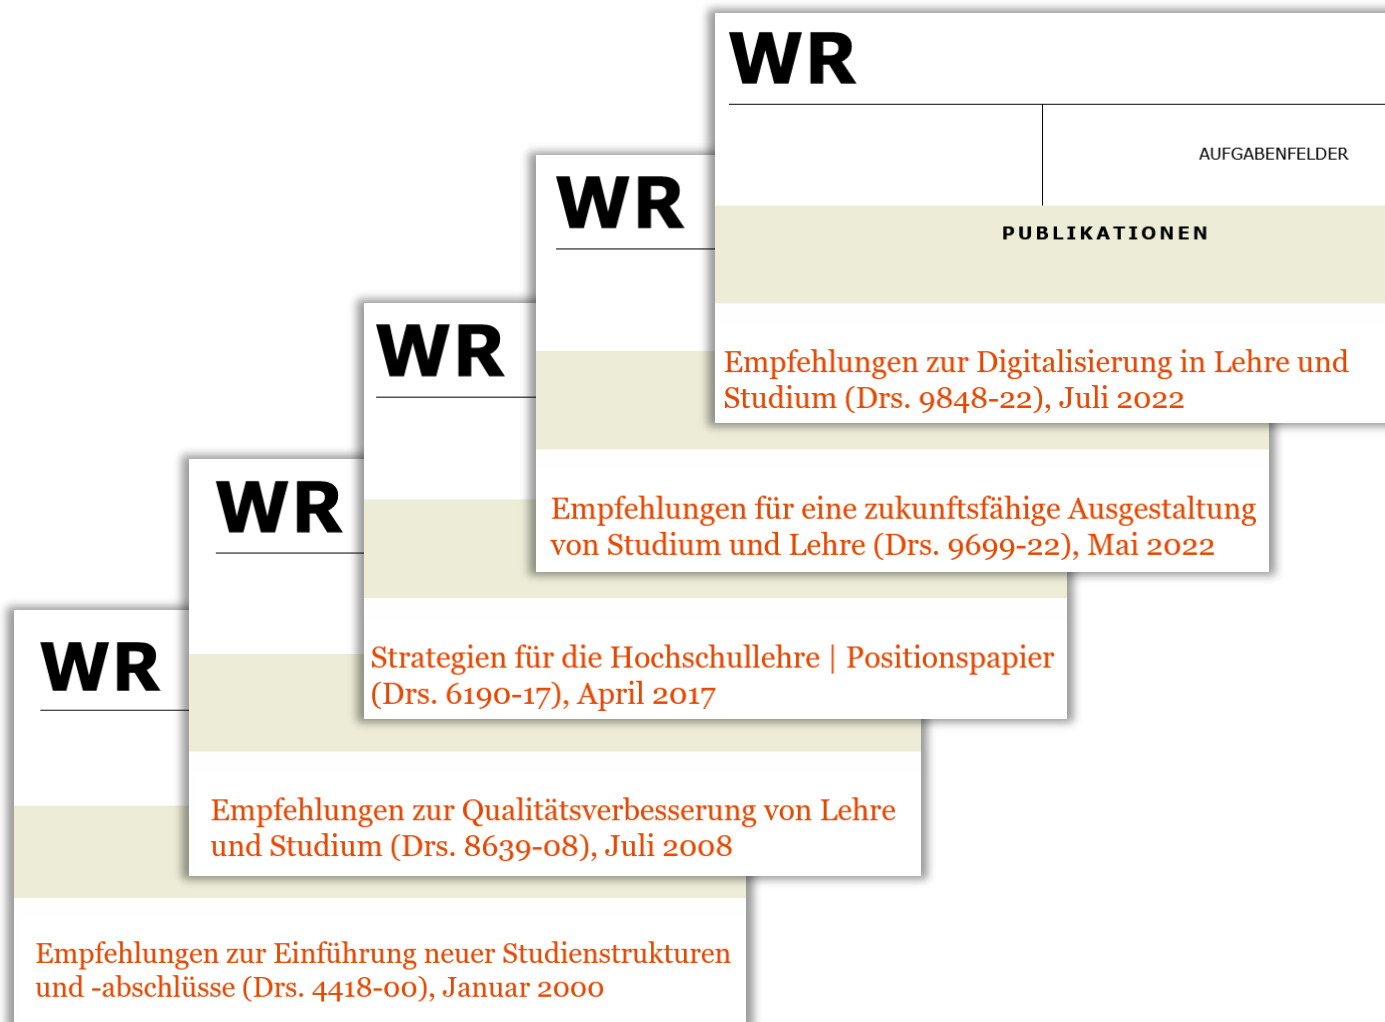 WR
AUFGABENFELDER
PUBLIKATIONEN
Empfehlungen zur Digitalisierung in Lehre und
Studium (Drs. 9848-22), Juli 2022
WR
Empfehlungen für eine zukunftsfähige Ausgestaltung
von Studium und Lehre (Drs. 9699-22), Mai 2022
WR
Strategien für die Hochschullehre | Positionspapier
(Drs. 6190-17), April 2017
WR
Empfehlungen zur Qualitätsverbesserung von Lehre
und Studium (Drs. 8639-08), Juli 2008
WR
Empfehlungen zur Einführung neuer Studienstrukturen
und -abschlüsse (Drs. 4418-00), Januar 2000